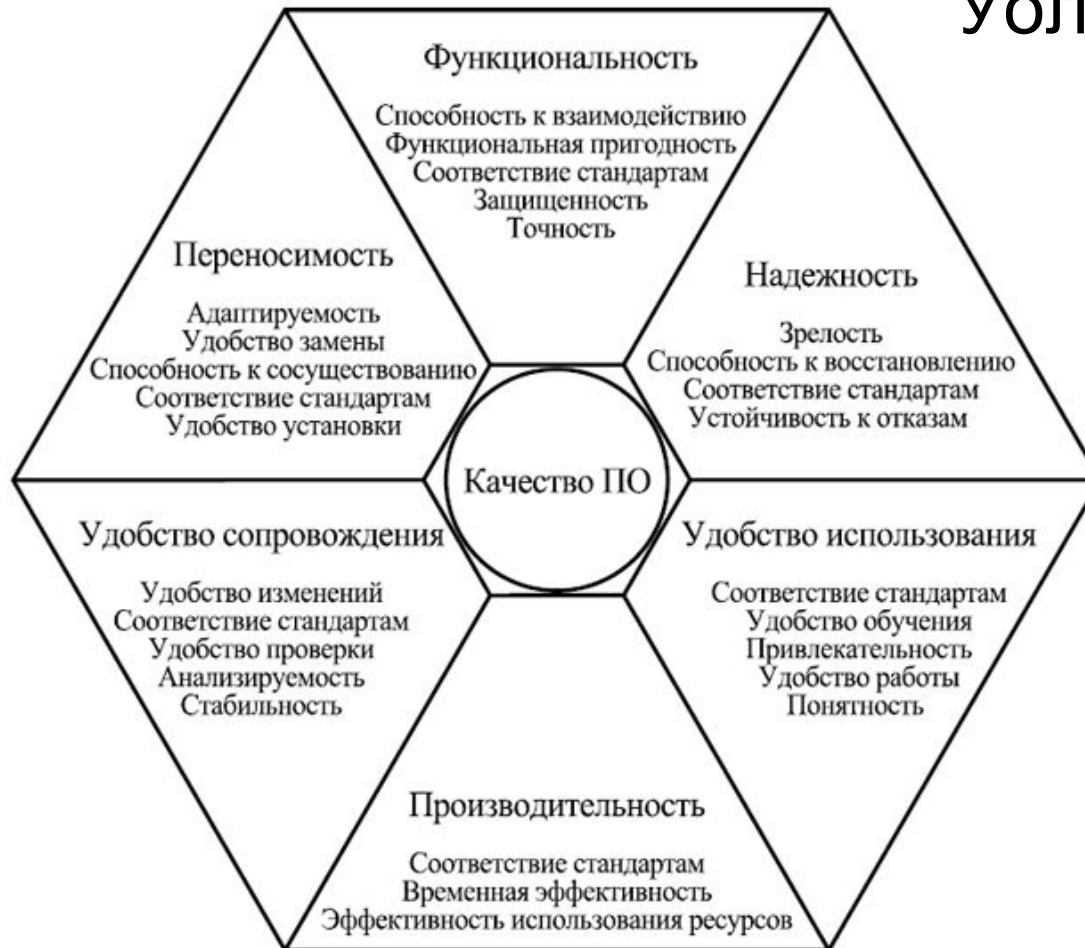 Функциональность
Способность к взаимодействию
Функциональная пригодность
Соответствие стандартам
Защищенность
Точность
Переносимость
Адаптируемость
Удобство замены
Способность к сосуществованию
Соответствие стандартам
Удобство установки
Надежность
Зрелость
Способность к восстановлению
Соответствие стандартам
Устойчивость к отказам
Качество ПО
Удобство сопровождения
Удобство изменений
Соответствие стандартам
Удобство проверки
Анализируемость
Стабильность
Удобство использования
Соответствие стандартам
Удобство обучения
Привлекательность
Удобство работы
Понятность
Производительность
Соответствие стандартам
Временная эффективность
Эффективность использования ресурсов